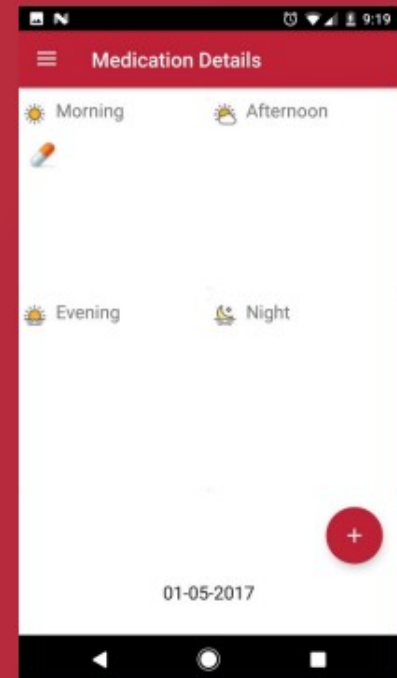 9:19
Medication Details
Morning
Afternoon
Evening
Night
+
01-05-2017